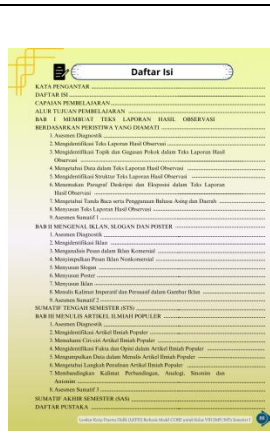 Daftar Isi
KATA PENGANTAR
DAFTAR ISI
CAPAIAN PEMBELAJARAN
ALUR TUJUAN PEMBELAJARAN
BAB I MEMBUAT TEKS LAPORAN HASIL OBSERVASI
BERDASARKAN PERISTIWA YANG DIAMATI
1. Asesmen Diagnostik
2. Mengidentifikasi Teks Laporan Hasil Observasi
3. Mengidentifikasi Topik dan Gagasan Pokok dalam Teks Laporan Hasil
Observasi
4. Mengetahui Data dalam Teks Laporan Hasil Observasi
5. Mengidentifikasi Struktur Teks Laporan Hasil Observasi
6. Menemukan Paragraf Deskripsi dan Eksposisi dalam Teks Laporan
Hasil Observasi
7. Mengetahui Tanda Baca serta Penggunaan Bahasa Asing dan Daerah
8. Menyusun Teks Laporan Hasil Observasi
9. Asesmen Sumatif 1
BAB II MENGENAL IKLAN, SLOGAN DAN POSTER
1. Asesmen Diagnostik
2. Mengidentifikasi Iklan
3. Menganalisis Pesan dalam Iklan Komersial
4. Menyimpulkan Pesan Iklan Nonkomersial
5. Menyusun Slogan
6. Menyusun Poster
7. Menyusun Iklan
8. Menulis Kalimat Imperatif dan Persuasif dalam Gambar Iklan
9. Asesmen Sumatif 2
SUMATIF TENGAH SEMESTER (STS)
BAB III MENULIS ARTIKEL ILMIAH POPULER
1. Asesmen Diagnostik
2. Mengidentifikasi Artikel Ilmiah Populer
3. Memahami Ciri-ciri Artikel Ilmiah Populer
4. Mengidentifikasi Fakta dan Opini dalam Artikel Ilmiah Populer
5. Mengumpulkan Data dalam Menulis Artikel Ilmiah Populer
6. Mengetahui Langkah Penulisan Artikel Ilmiah Populer
7. Membandingkan Kalimat Perbandingan, Analogi, Sinonim dan
Antonim
8. Asesmen Sumatif 3
SUMATIF AKHIR SEMESTER (SAS)
DAFTAR PUSTAKA